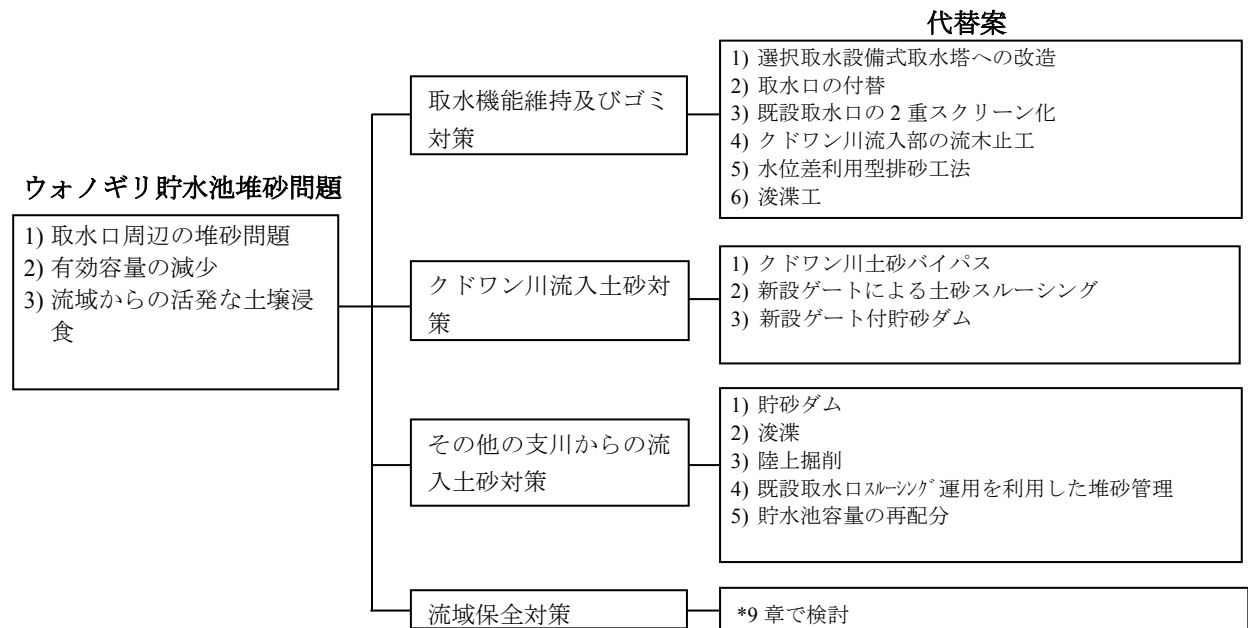 代替案
ウォノギリ貯水池堆砂問題
1) 取水口周辺の堆砂問題
2) 有効容量の減少
3) 流域からの活発な土壌浸
食
取水機能維持及びゴミ
対策
1) 選択取水設備式取水塔への改造
2) 取水口の付替
3) 既設取水口の 2 重スクリーン化
4) クドワン川流入部の流木止工
5) 水位差利用型排砂工法
6) 浚渫工
クドワン川流入土砂対
策
1) クドワン川土砂バイパス
2) 新設ゲートによる土砂スルーシング
3) 新設ゲート付貯砂ダム
その他の支川からの流
入土砂対策
1) 貯砂ダム
2) 浚渫
3) 陸上掘削
4) 既設取水口ｽﾙｰｼﾝｸﾞ運用を利用した堆砂管理
5) 貯水池容量の再配分
流域保全対策
*9 章で検討